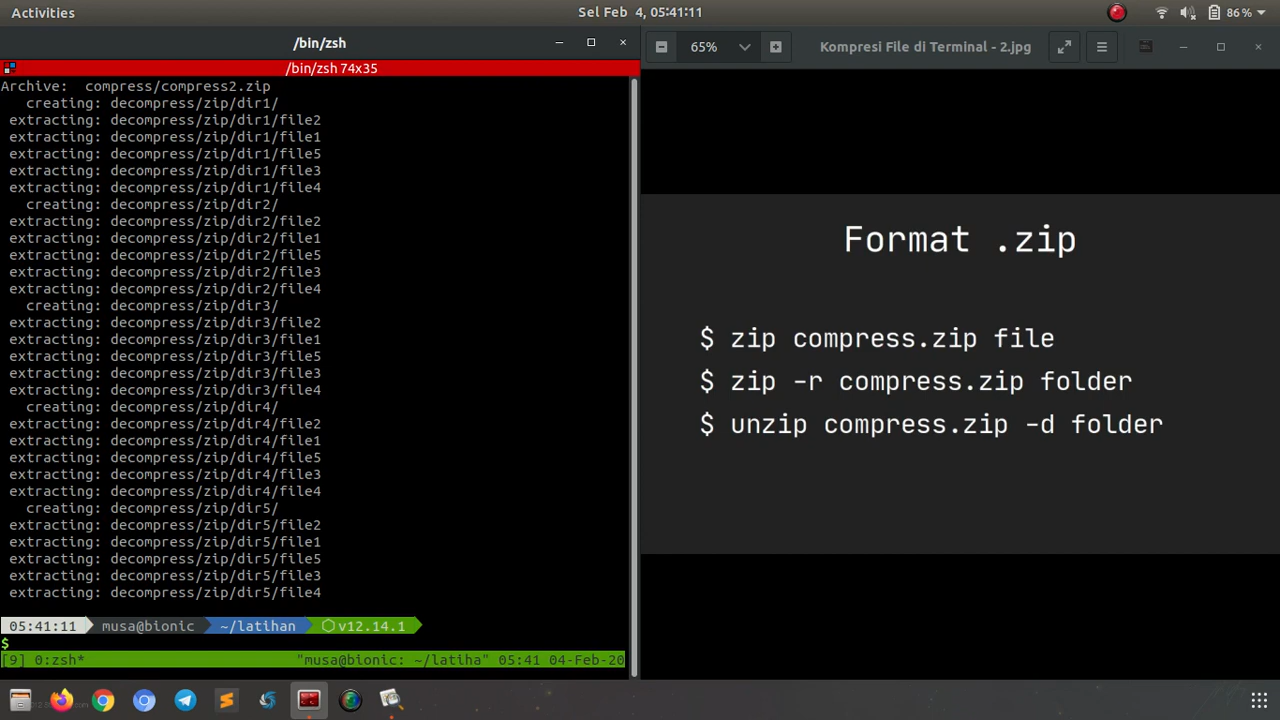 Activities
Sel Feb 4, 05:41:11
86%
/bin/zsh
/bin/zsh 74x35
Archive:  compress/compress2.zip
creating: decompress/zip/dir1/
extracting: decompress/zip/dir1/file2
extracting: decompress/zip/dir1/file1
extracting: decompress/zip/dir1/file5
extracting: decompress/zip/dir1/file3
extracting: decompress/zip/dir1/file4
creating: decompress/zip/dir2/
extracting: decompress/zip/dir2/file2
extracting: decompress/zip/dir2/file1
extracting: decompress/zip/dir2/file5
extracting: decompress/zip/dir2/file3
extracting: decompress/zip/dir2/file4
creating: decompress/zip/dir3/
extracting: decompress/zip/dir3/file2
extracting: decompress/zip/dir3/file1
extracting: decompress/zip/dir3/file5
extracting: decompress/zip/dir3/file3
extracting: decompress/zip/dir3/file4
creating: decompress/zip/dir4/
extracting: decompress/zip/dir4/file2
extracting: decompress/zip/dir4/file1
extracting: decompress/zip/dir4/file5
extracting: decompress/zip/dir4/file3
extracting: decompress/zip/dir4/file4
creating: decompress/zip/dir5/
extracting: decompress/zip/dir5/file2
extracting: decompress/zip/dir5/file1
extracting: decompress/zip/dir5/file5
extracting: decompress/zip/dir5/file3
extracting: decompress/zip/dir5/file4
05:41:11 musa@bionic ~/latihan v12.14.1
$
[9] 0:zsh* "musa@bionic: ~/latiha" 05:41 04-Feb-20
65%
Kompresi File di Terminal - 2.jpg
Format .zip
$ zip compress.zip file
$ zip -r compress.zip folder
$ unzip compress.zip -d folder